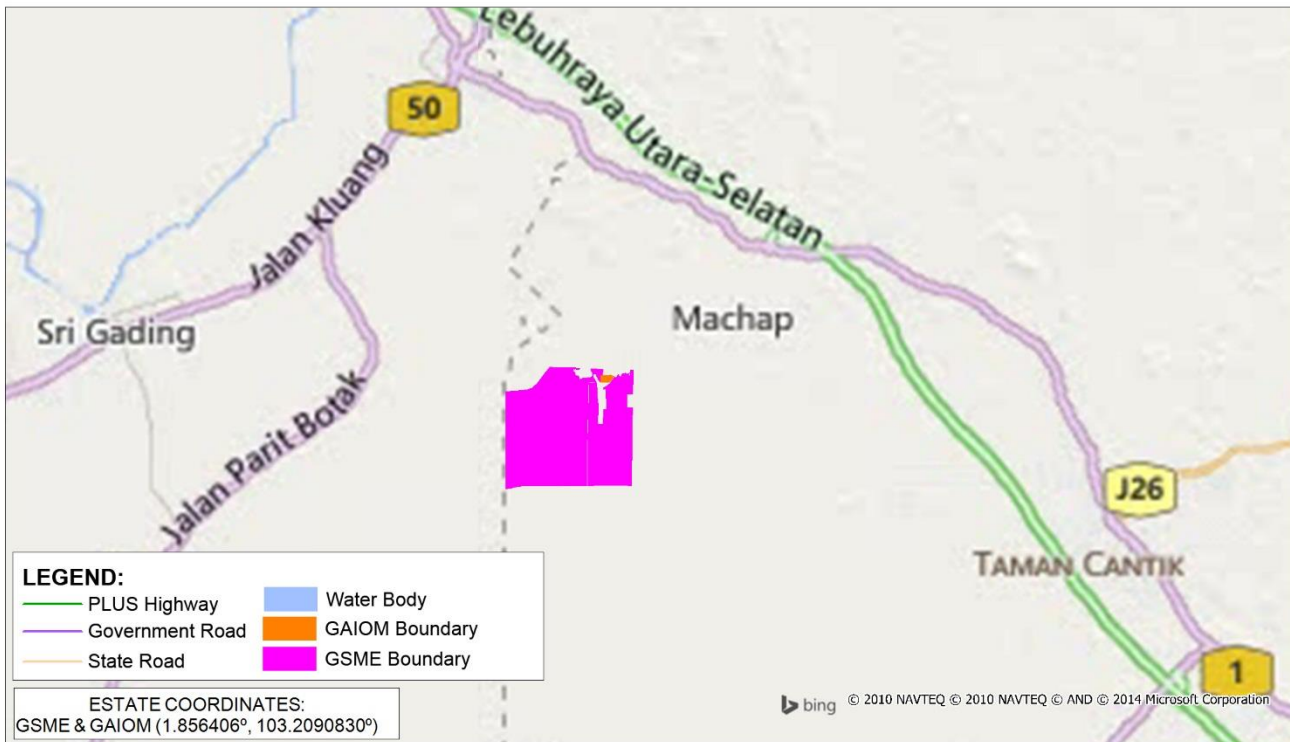 Lebuhraya Utara-Selatan
50
Jalan Kluang
Sri Gading
Machap
Jalan Parit Botak
J26
TAMAN CANTIK
1
LEGEND:
PLUS Highway
Government Road
State Road
Water Body
GAIOM Boundary
GSME Boundary
ESTATE COORDINATES:
GSME & GAIOM (1.856406º, 103.2090830º)
bing © 2010 NAVTEQ © 2010 NAVTEQ © AND © 2014 Microsoft Corporation